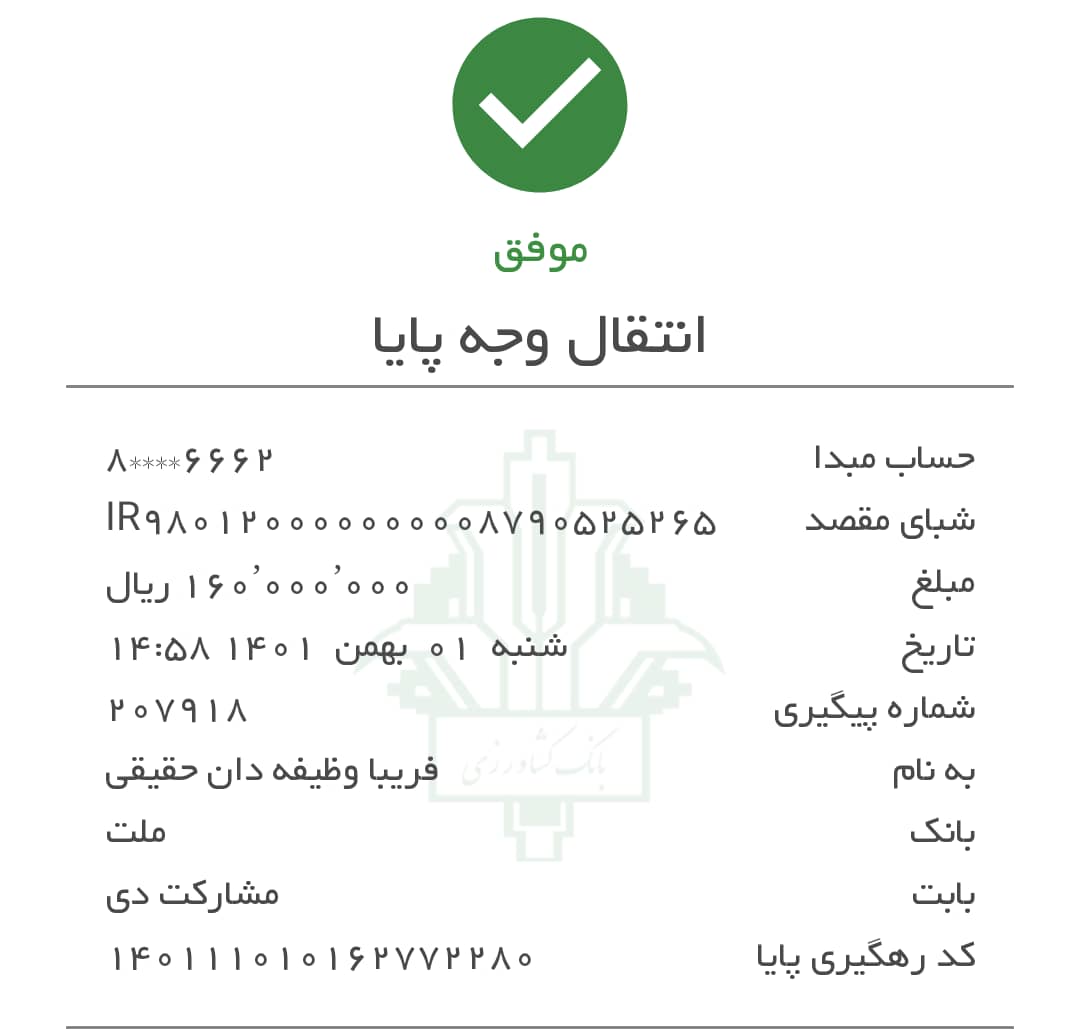 موفق
انتقال وجه پایا
حساب مبدا ۸****۶۶۶۲
شبای مقصد IR۹۸۰۱۲۰۰۰۰۰۰۰۰۰۸۷۹۰۵۲۵۲۶۵
مبلغ ۱۶۰٬۰۰۰٬۰۰۰ ریال
تاریخ شنبه ۰۱ بهمن ۱۴۰۱ ۱۴:۵۸
شماره پیگیری ۲۰۷۹۱۸
به نام فریبا وظیفه دان حقیقی
بانک ملت
بابت مشارکت دی
کد رهگیری پایا ۱۴۰۱۱۱۰۱۰۱۶۲۷۷۲۲۸۰
بانک کشاورزی